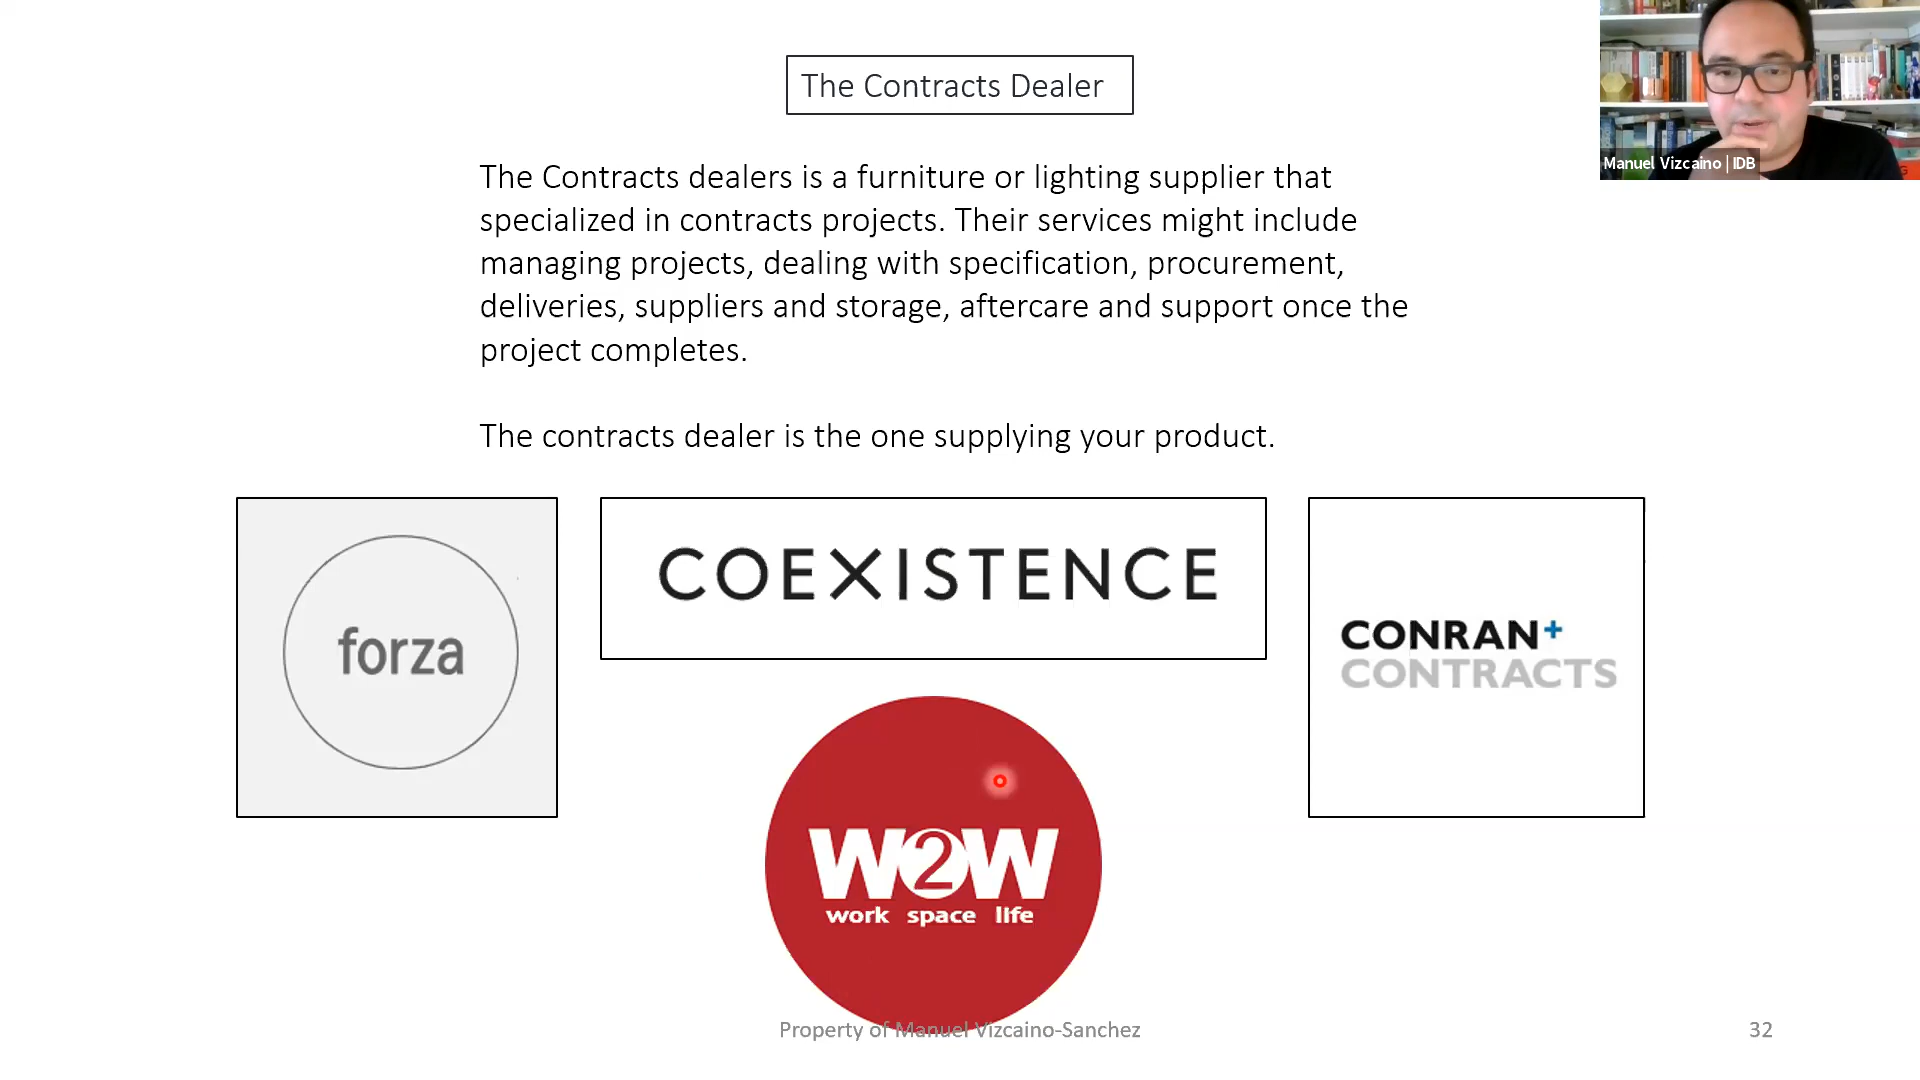 The Contracts Dealer
Manuel Vizcaino | IDB
The Contracts dealers is a furniture or lighting supplier that
specialized in contracts projects. Their services might include
managing projects, dealing with specification, procurement,
deliveries, suppliers and storage, aftercare and support once the
project completes.
The contracts dealer is the one supplying your product.
forza
COEXISTENCE
CONRAN+
CONTRACTS
W2W
work space life
Property of Manuel Vizcaino-Sanchez
32